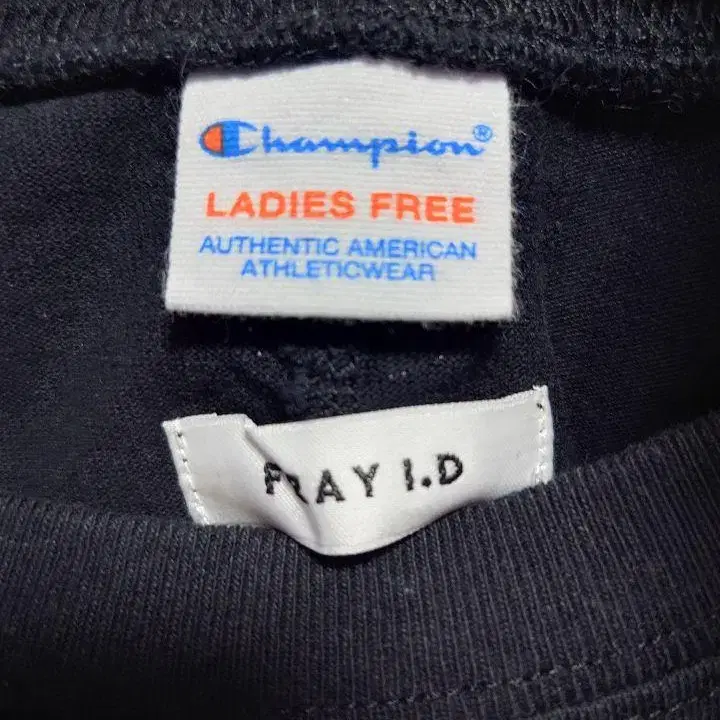 Champion®
LADIES FREE
AUTHENTIC AMERICAN
ATHLETICWEAR
FRAY I.D